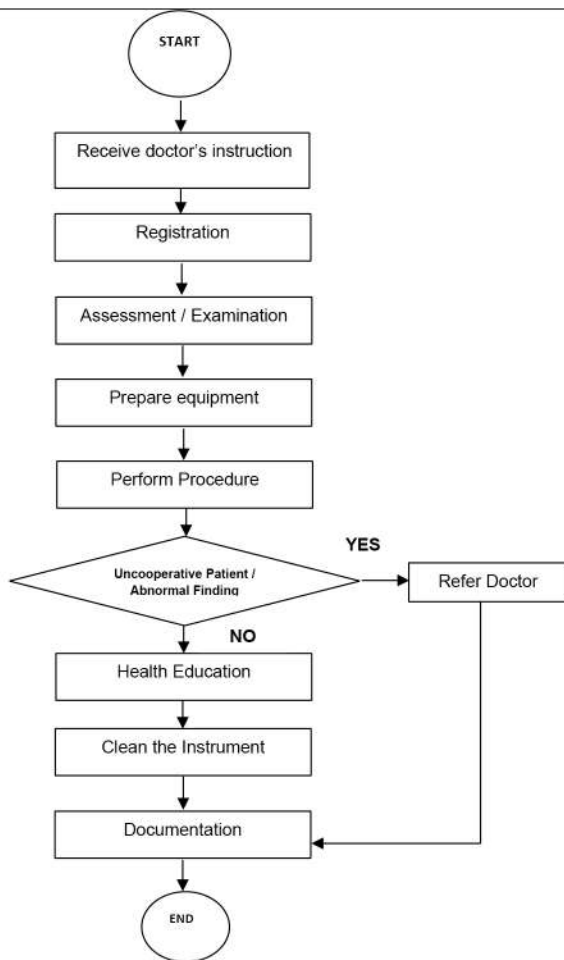 START
Receive doctor's instruction
Registration
Assessment / Examination
Prepare equipment
Perform Procedure
Uncooperative Patient /
Abnormal Finding
YES
Refer Doctor
NO
Health Education
Clean the Instrument
Documentation
END